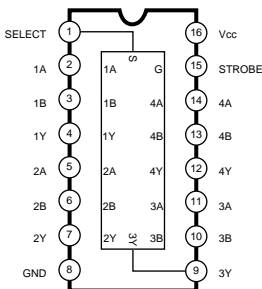 SELECT 1 S 16 Vcc
1A 2 1A G 15 STROBE
1B 3 1B 4A 14 4A
1Y 4 1Y 4B 13 4B
2A 5 2A 4Y 12 4Y
2B 6 2B 3A 11 3A
2Y 7 2Y 3Y 3B 10 3B
GND 8 9 3Y